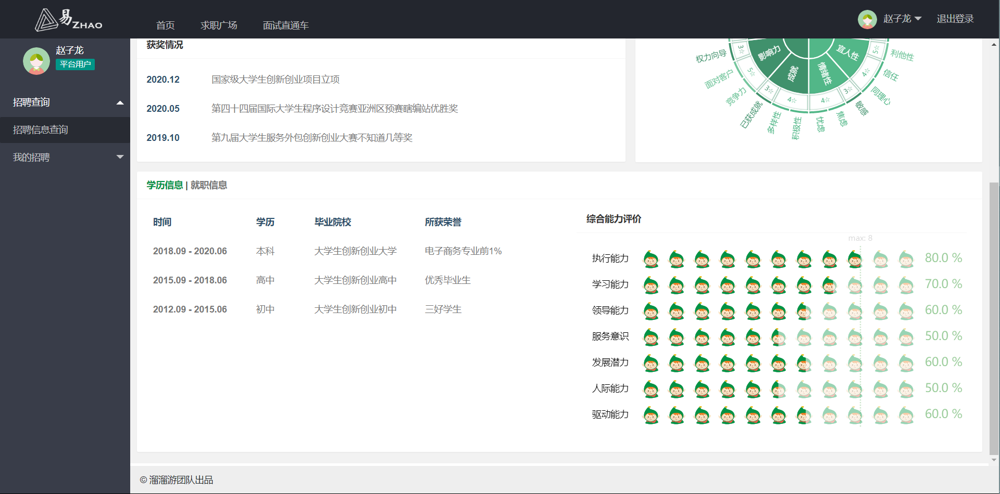 易ZHAO
首页 求职广场 面试直通车
赵子龙 退出登录
赵子龙
平台用户
招聘查询
招聘信息查询
我的招聘
获奖情况
2020.12 国家级大学生创新创业项目立项
2020.05 第四十四届国际大学生程序设计竞赛亚洲区预赛瞎编站优胜奖
2019.10 第九届大学生服务外包创新创业大赛不知道几等奖
影响力
成就
情绪性
宜人性
3☆
5☆
3☆
4☆
4☆
3☆
4☆
5☆
权力向导
面对客户
竞争力
已获成就
多样性
积极性
忧虑
焦虑
敏感
同理心
信任
利他性
学历信息 | 就职信息
时间 学历 毕业院校 所获荣誉
2018.09 - 2020.06 本科 大学生创新创业大学 电子商务专业前1%
2015.09 - 2018.06 高中 大学生创新创业高中 优秀毕业生
2012.09 - 2015.06 初中 大学生创新创业初中 三好学生
综合能力评价
max: 8
执行能力 80.0 %
学习能力 70.0 %
领导能力 60.0 %
服务意识 50.0 %
发展潜力 60.0 %
人际能力 50.0 %
驱动能力 60.0 %
© 溜溜游团队出品